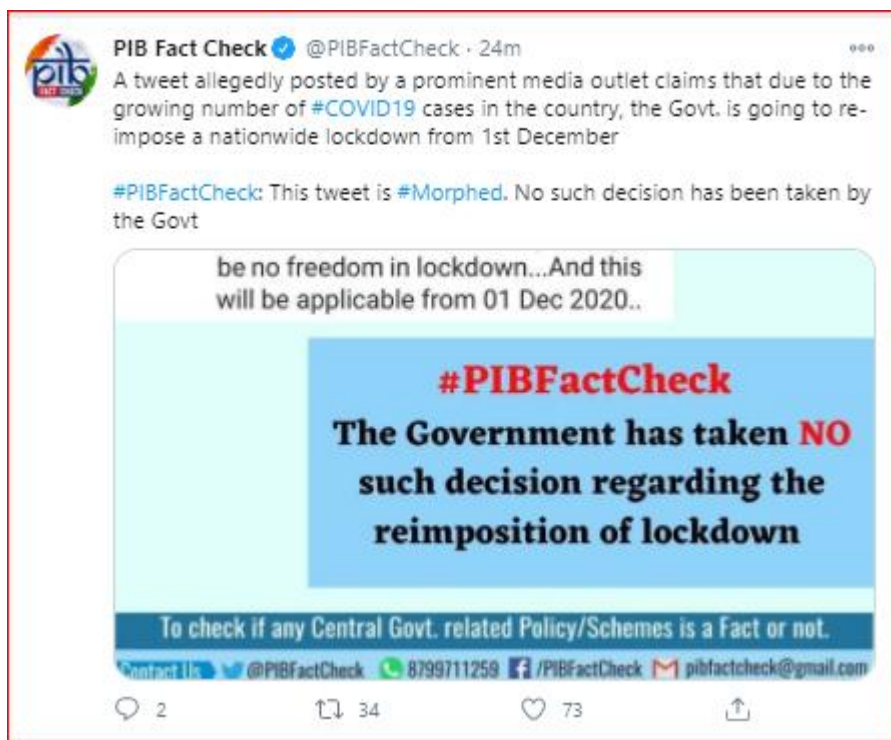 PIB Fact Check @PIBFactCheck · 24m
A tweet allegedly posted by a prominent media outlet claims that due to the
growing number of #COVID19 cases in the country, the Govt. is going to re-
impose a nationwide lockdown from 1st December
#PIBFactCheck: This tweet is #Morphed. No such decision has been taken by
the Govt
pib
FACT CHECK
be no freedom in lockdown...And this
will be applicable from 01 Dec 2020..
#PIBFactCheck
The Government has taken NO
such decision regarding the
reimposition of lockdown
To check if any Central Govt. related Policy/Schemes is a Fact or not.
Contact Us @PIBFactCheck 8799711259 /PIBFactCheck pibfactcheck@gmail.com
2 34 73